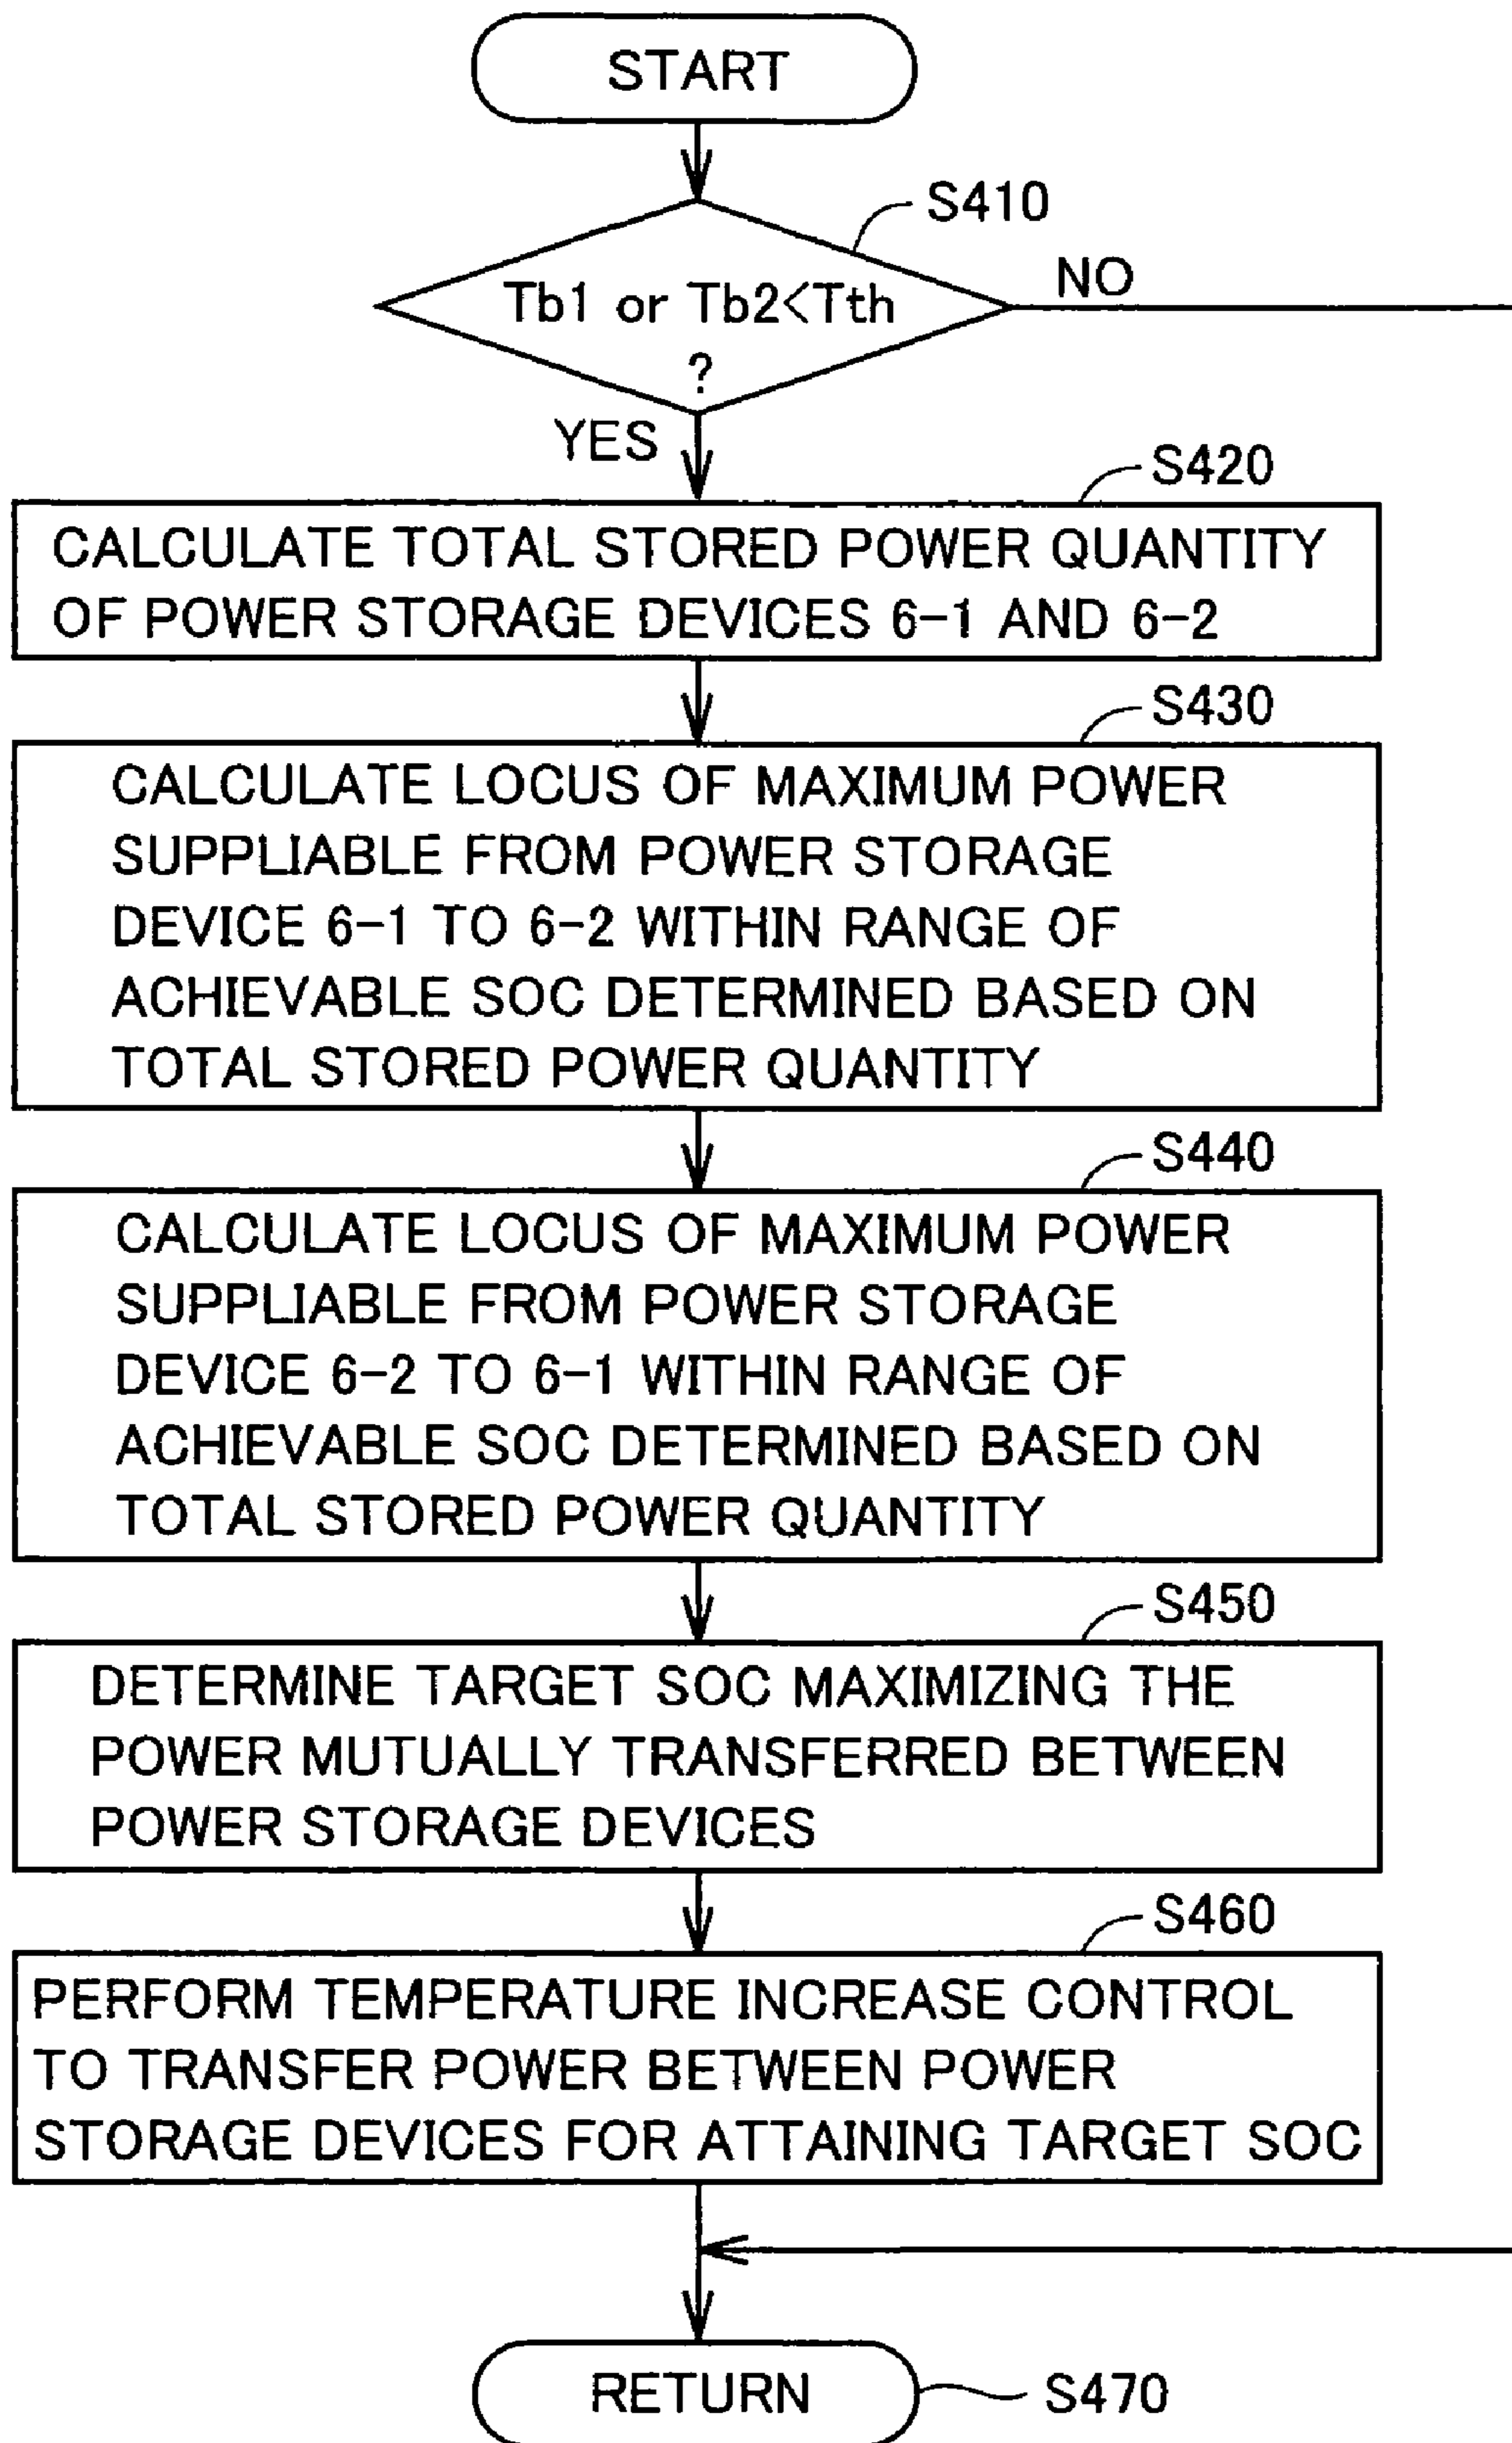 START
S410
Tb1 or Tb2<Tth
?
NO
YES
S420
CALCULATE TOTAL STORED POWER QUANTITY
OF POWER STORAGE DEVICES 6-1 AND 6-2
S430
CALCULATE LOCUS OF MAXIMUM POWER
SUPPLIABLE FROM POWER STORAGE
DEVICE 6-1 TO 6-2 WITHIN RANGE OF
ACHIEVABLE SOC DETERMINED BASED ON
TOTAL STORED POWER QUANTITY
S440
CALCULATE LOCUS OF MAXIMUM POWER
SUPPLIABLE FROM POWER STORAGE
DEVICE 6-2 TO 6-1 WITHIN RANGE OF
ACHIEVABLE SOC DETERMINED BASED ON
TOTAL STORED POWER QUANTITY
S450
DETERMINE TARGET SOC MAXIMIZING THE
POWER MUTUALLY TRANSFERRED BETWEEN
POWER STORAGE DEVICES
S460
PERFORM TEMPERATURE INCREASE CONTROL
TO TRANSFER POWER BETWEEN POWER
STORAGE DEVICES FOR ATTAINING TARGET SOC
RETURN
S470